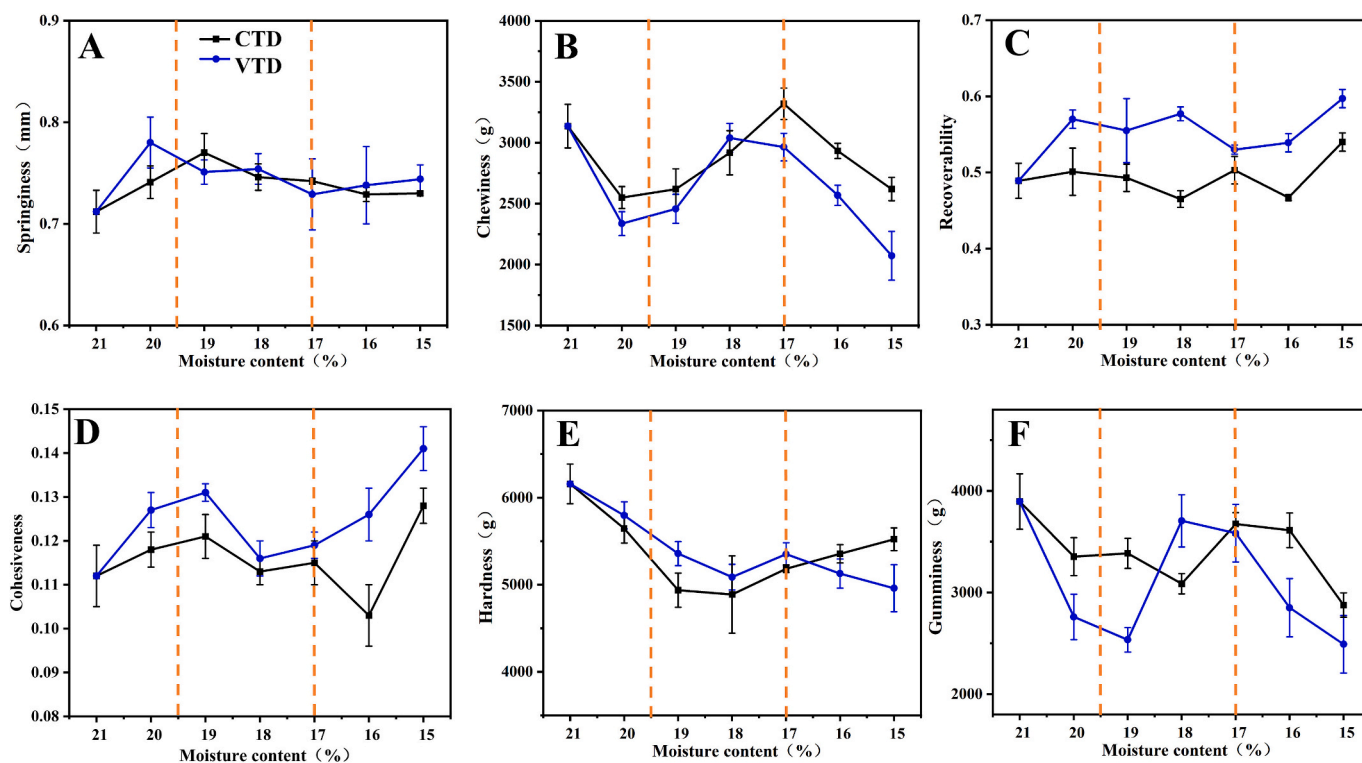 A
CTD
VTD
0.9
0.8
0.7
0.6
Springiness（mm）
21 20 19 18 17 16 15
Moisture content（%）
B
4000
3500
3000
2500
2000
1500
Chewiness（g）
21 20 19 18 17 16 15
Moisture content（%）
C
0.7
0.6
0.5
0.4
0.3
Recoverability
21 20 19 18 17 16 15
Moisture content（%）
D
0.15
0.14
0.13
0.12
0.11
0.10
0.09
0.08
Cohesiveness
21 20 19 18 17 16 15
Moisture content（%）
E
7000
6000
5000
4000
Hardness（g）
21 20 19 18 17 16 15
Moisture content（%）
F
4000
3000
2000
Gumminess（g）
21 20 19 18 17 16 15
Moisture content（%）